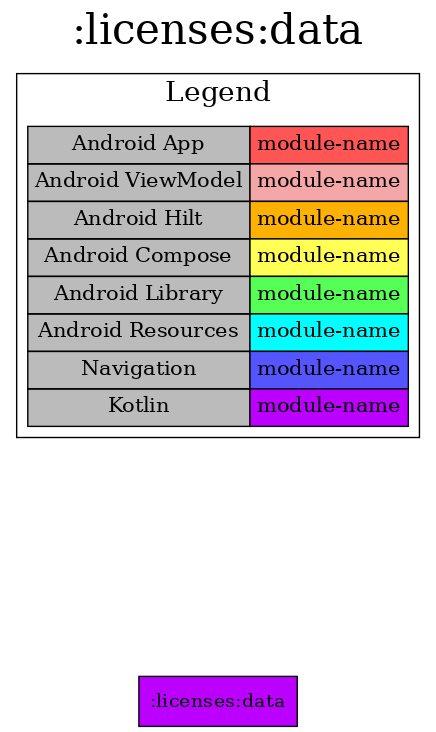 :licenses:data
Legend
Android App module-name
Android ViewModel module-name
Android Hilt module-name
Android Compose module-name
Android Library module-name
Android Resources module-name
Navigation module-name
Kotlin module-name
:licenses:data